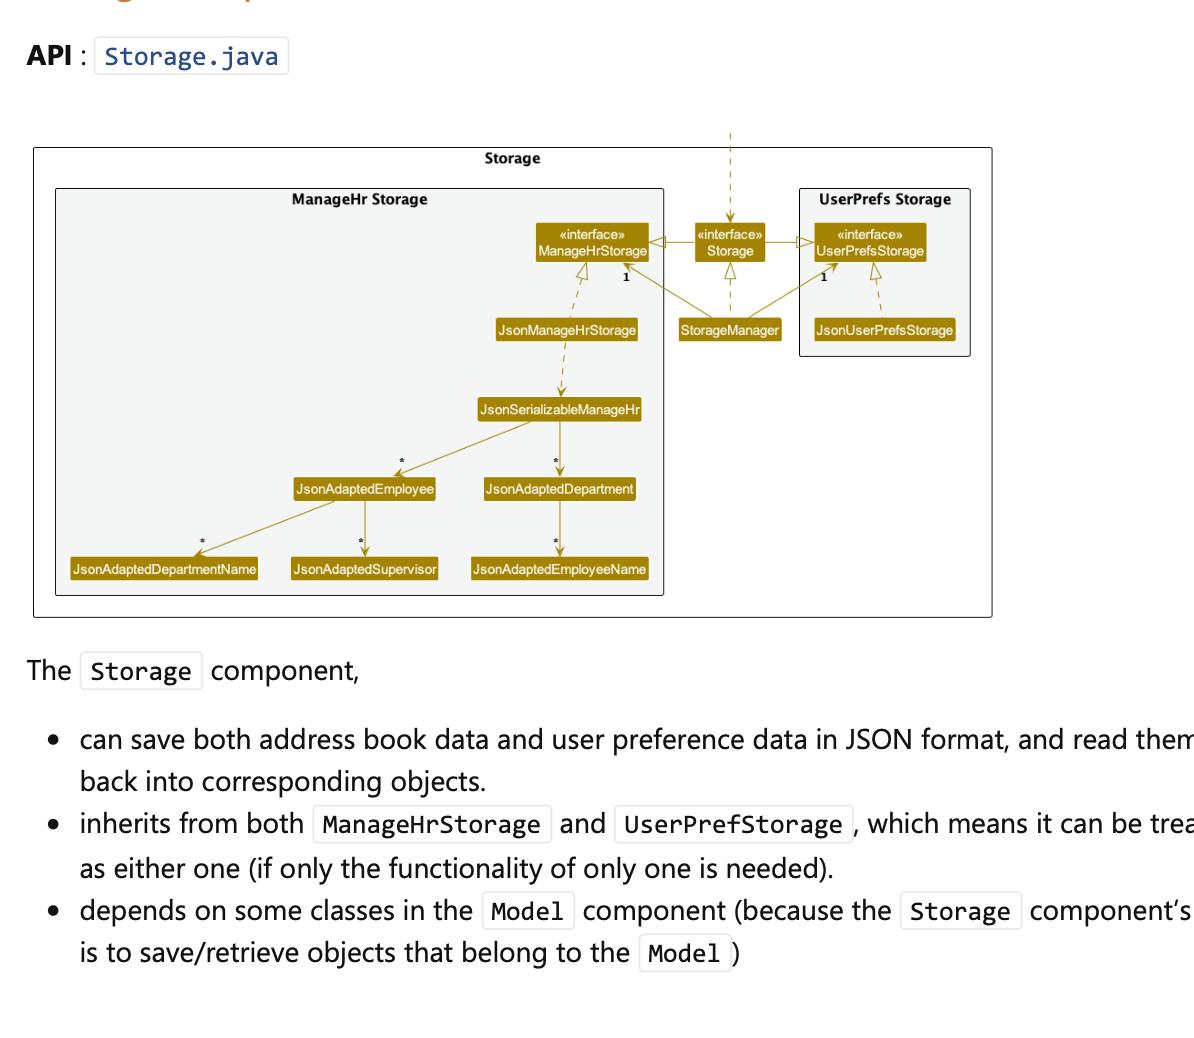 API : Storage.java
Storage
ManageHr Storage
UserPrefs Storage
«interface»
ManageHrStorage
«interface»
Storage
«interface»
UserPrefsStorage
1
1
JsonManageHrStorage
StorageManager
JsonUserPrefsStorage
JsonSerializableManageHr
*
*
JsonAdaptedEmployee
JsonAdaptedDepartment
*
*
*
JsonAdaptedDepartmentName
JsonAdaptedSupervisor
JsonAdaptedEmployeeName
The Storage component,
• can save both address book data and user preference data in JSON format, and read them
back into corresponding objects.
• inherits from both ManageHrStorage and UserPrefStorage, which means it can be trea
as either one (if only the functionality of only one is needed).
• depends on some classes in the Model component (because the Storage component's
is to save/retrieve objects that belong to the Model)